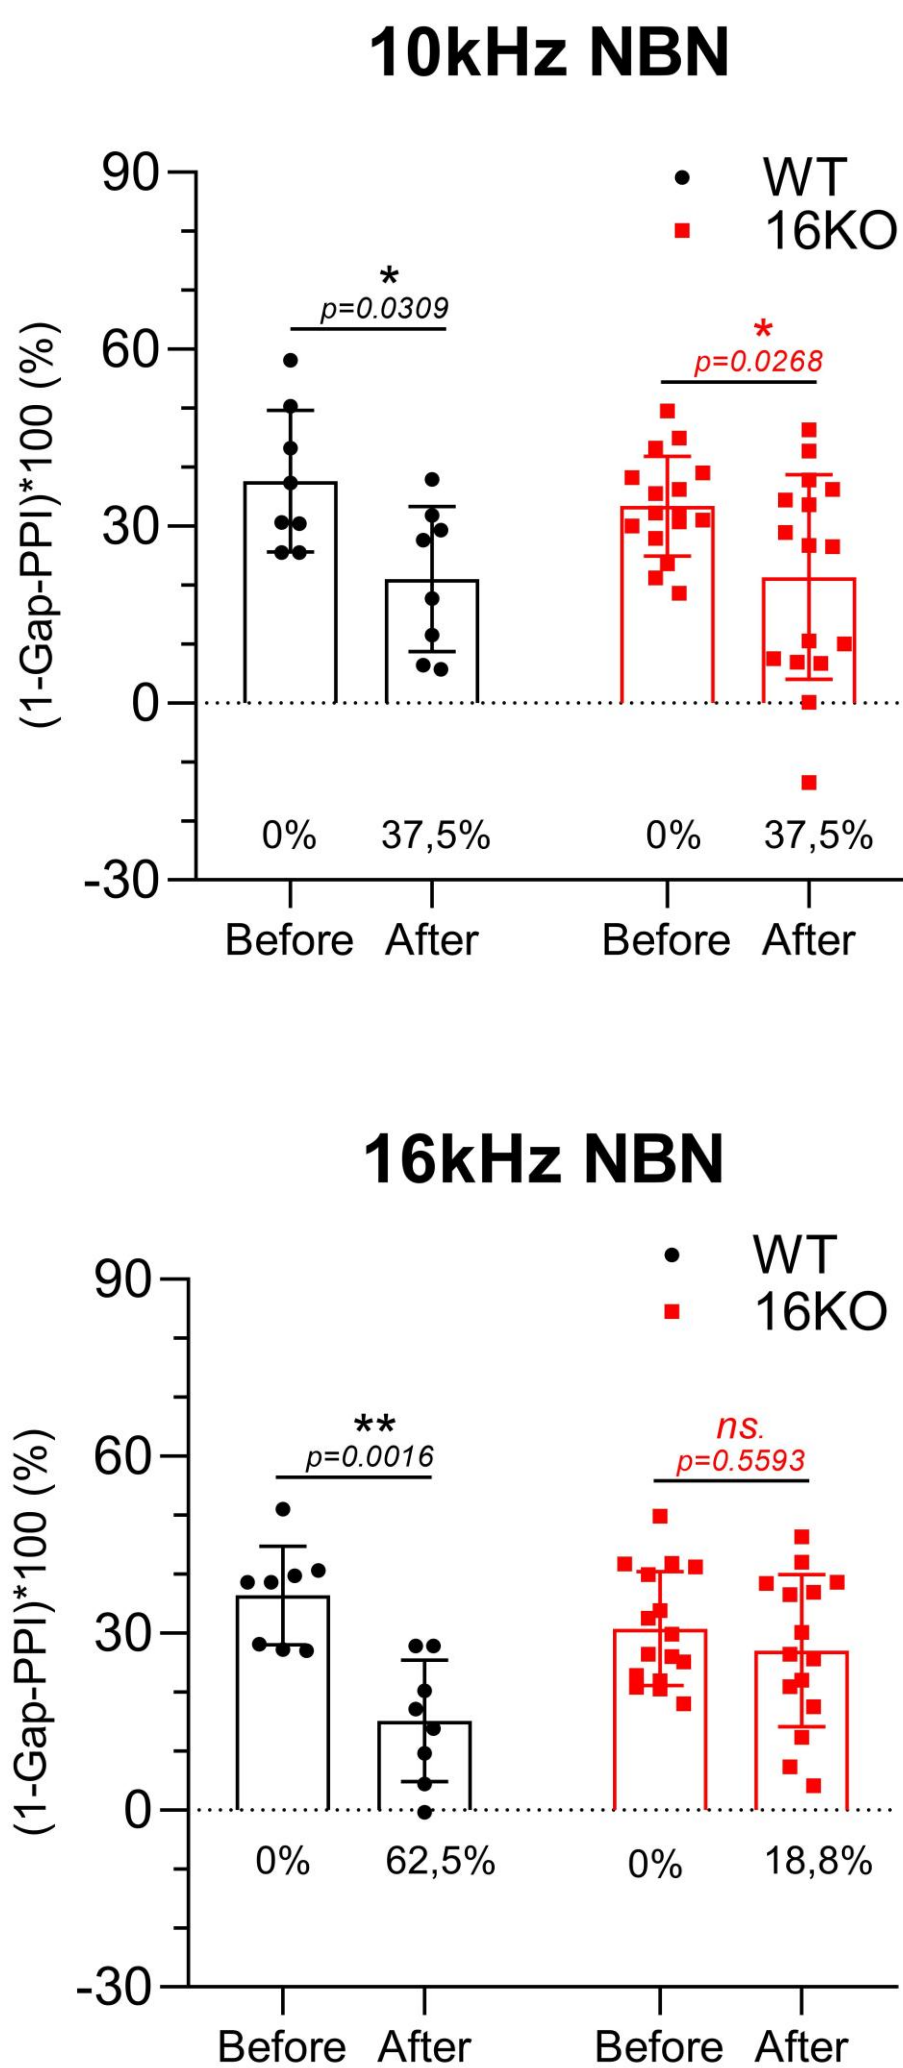 10kHz NBN
90
WT
16KO
*
p=0.0309
60
*
p=0.0268
(1-Gap-PPI)*100 (%)
30
0
0% 37,5% 0% 37,5%
-30
Before After Before After
16kHz NBN
WT
90
16KO
**
p=0.0016
ns.
p=0.5593
60
(1-Gap-PPI)*100 (%)
30
0
0% 62,5% 0% 18,8%
-30
Before After Before After